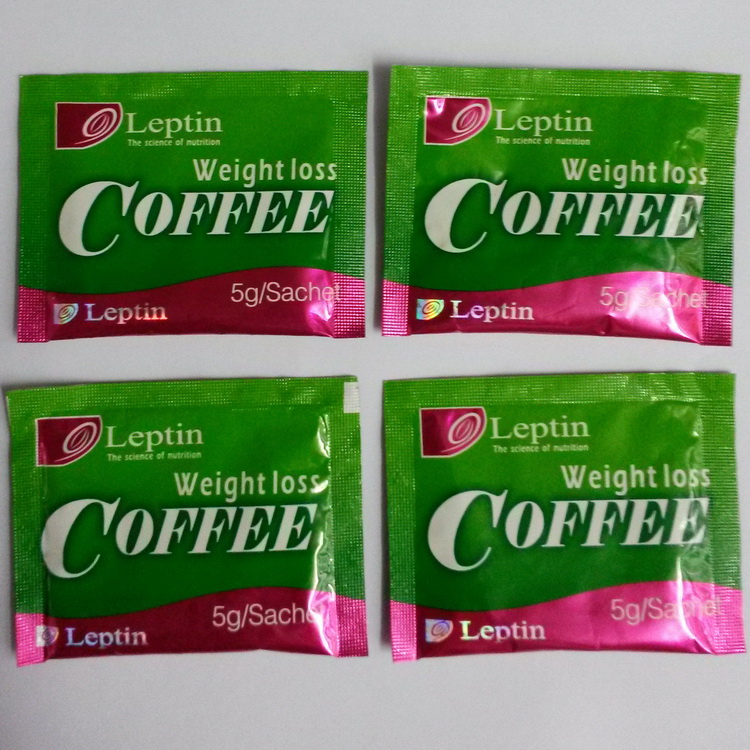 Leptin
The science of nutrition
Weight loss
COFFEE
5g/Sachet
Leptin
Leptin
The science of nutrition
Weight loss
COFFEE
5g/Sachet
Leptin
Leptin
The science of nutrition
Weight loss
COFFEE
5g/Sachet
Leptin
Leptin
The science of nutrition
Weight loss
COFFEE
5g/Sachet
Leptin